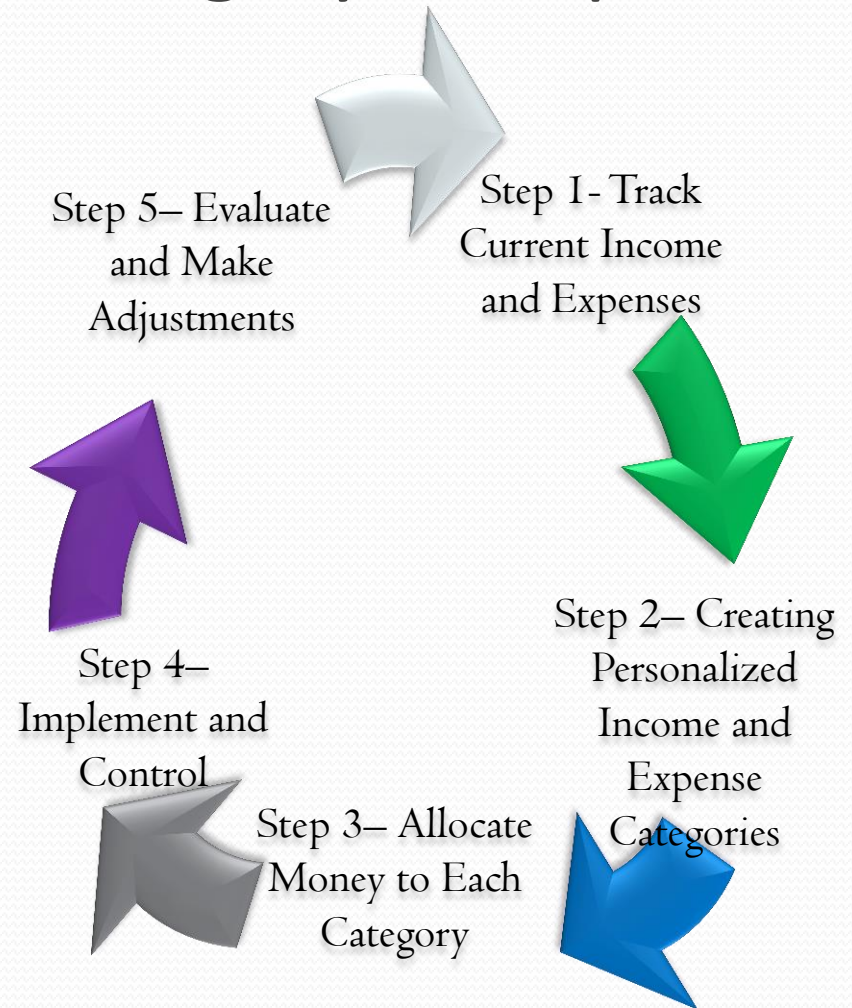 Step 1- Track
Current Income
and Expenses
Step 2– Creating
Personalized
Income and
Expense
Categories
Step 3– Allocate
Money to Each
Category
Step 4–
Implement and
Control
Step 5– Evaluate
and Make
Adjustments